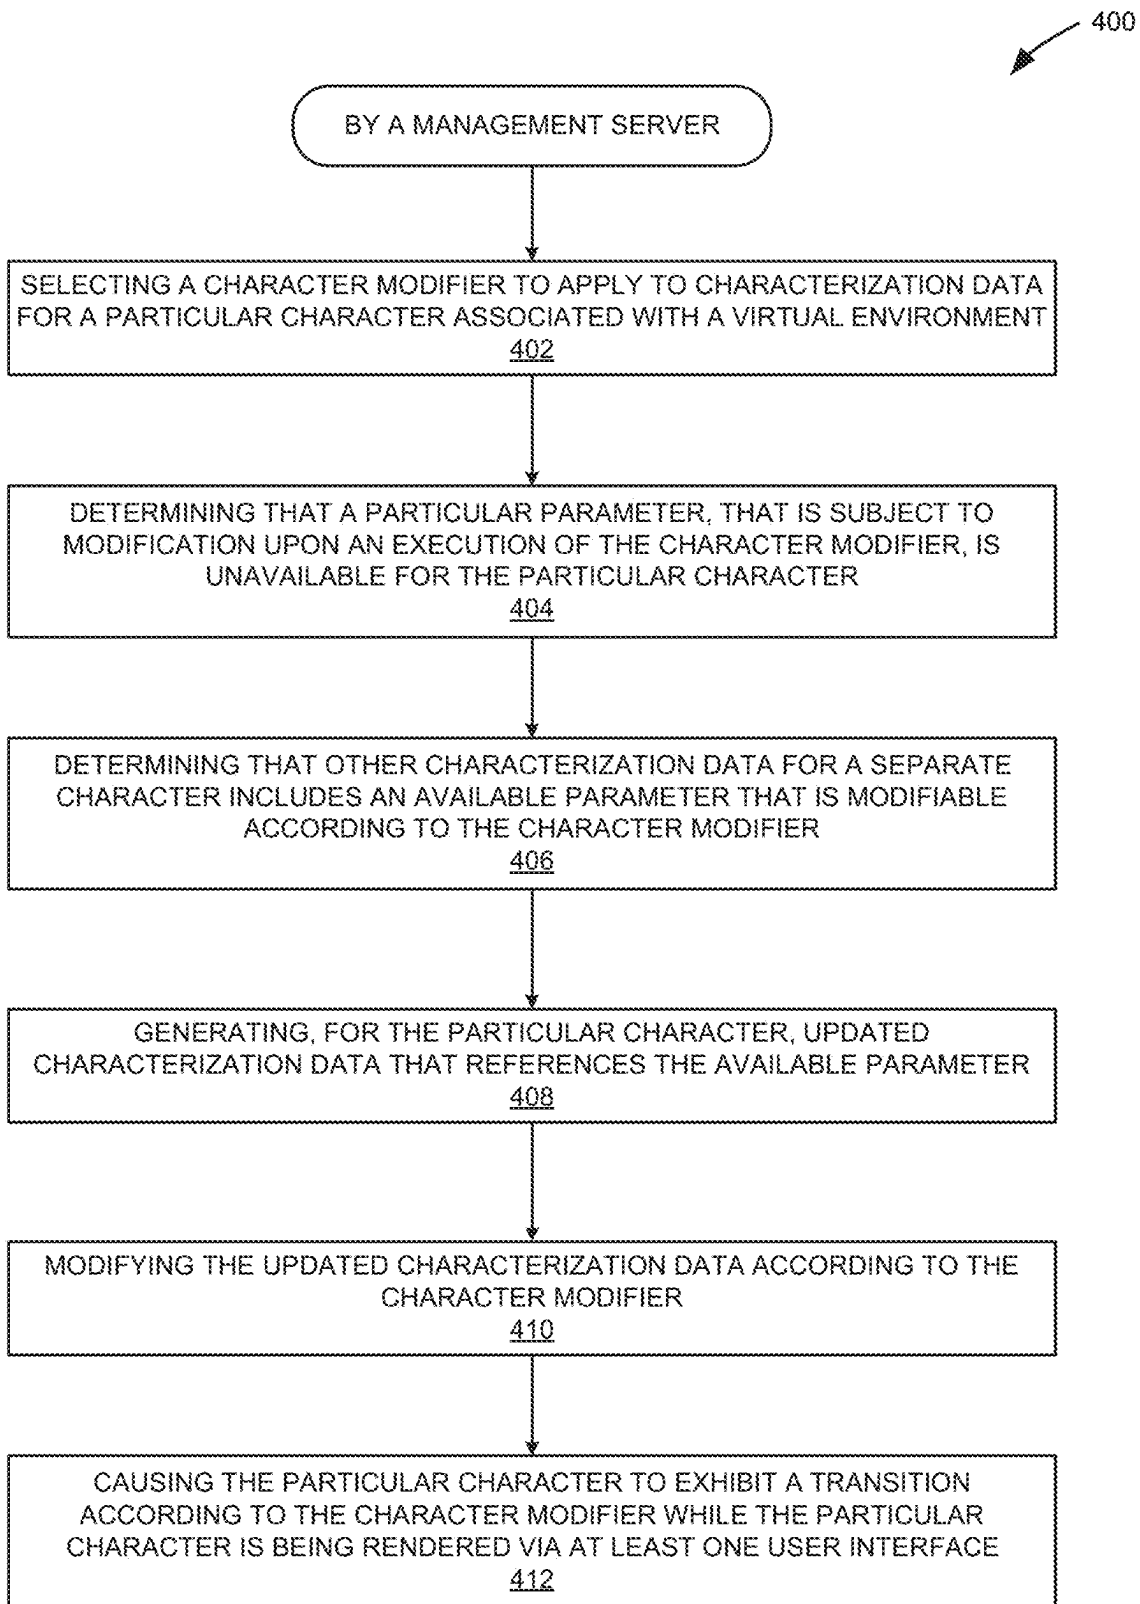 400
BY A MANAGEMENT SERVER
SELECTING A CHARACTER MODIFIER TO APPLY TO CHARACTERIZATION DATA
FOR A PARTICULAR CHARACTER ASSOCIATED WITH A VIRTUAL ENVIRONMENT
402
DETERMINING THAT A PARTICULAR PARAMETER, THAT IS SUBJECT TO
MODIFICATION UPON AN EXECUTION OF THE CHARACTER MODIFIER, IS
UNAVAILABLE FOR THE PARTICULAR CHARACTER
404
DETERMINING THAT OTHER CHARACTERIZATION DATA FOR A SEPARATE
CHARACTER INCLUDES AN AVAILABLE PARAMETER THAT IS MODIFIABLE
ACCORDING TO THE CHARACTER MODIFIER
406
GENERATING, FOR THE PARTICULAR CHARACTER, UPDATED
CHARACTERIZATION DATA THAT REFERENCES THE AVAILABLE PARAMETER
408
MODIFYING THE UPDATED CHARACTERIZATION DATA ACCORDING TO THE
CHARACTER MODIFIER
410
CAUSING THE PARTICULAR CHARACTER TO EXHIBIT A TRANSITION
ACCORDING TO THE CHARACTER MODIFIER WHILE THE PARTICULAR
CHARACTER IS BEING RENDERED VIA AT LEAST ONE USER INTERFACE
412